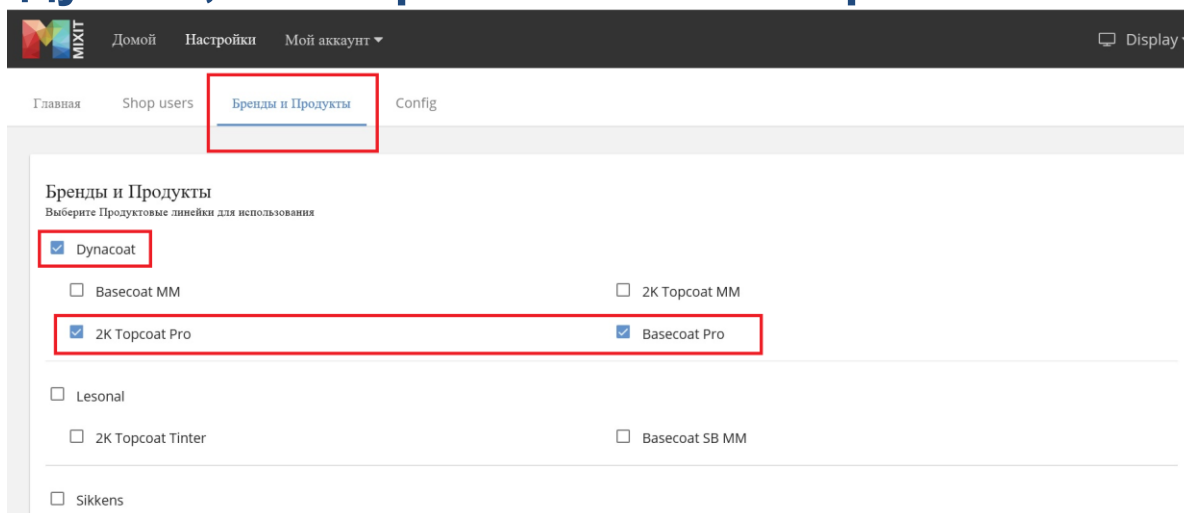 MIXIT
Домой Настройки Мой аккаунт Display
Главная Shop users Бренды и Продукты Config
Бренды и Продукты
Выберите Продуктовые линейки для использования
Dynacoat
Basecoat MM 2K Topcoat MM
2K Topcoat Pro Basecoat Pro
Lesonal
2K Topcoat Tinter Basecoat SB MM
Sikkens